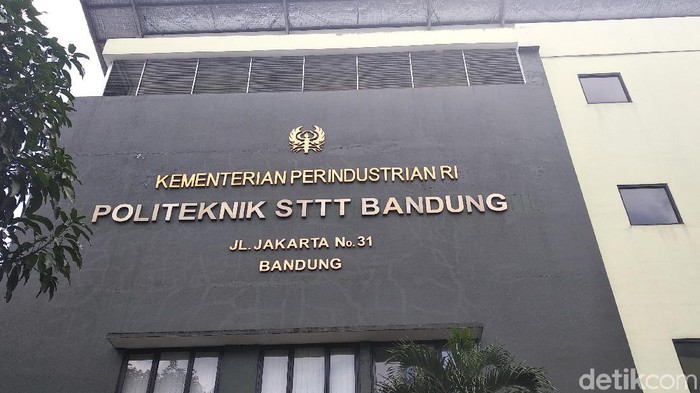 KEMENTERIAN PERINDUSTRIAN RI
POLITEKNIK STTT BANDUNG
JL. JAKARTA No. 31
BANDUNG
detikcom